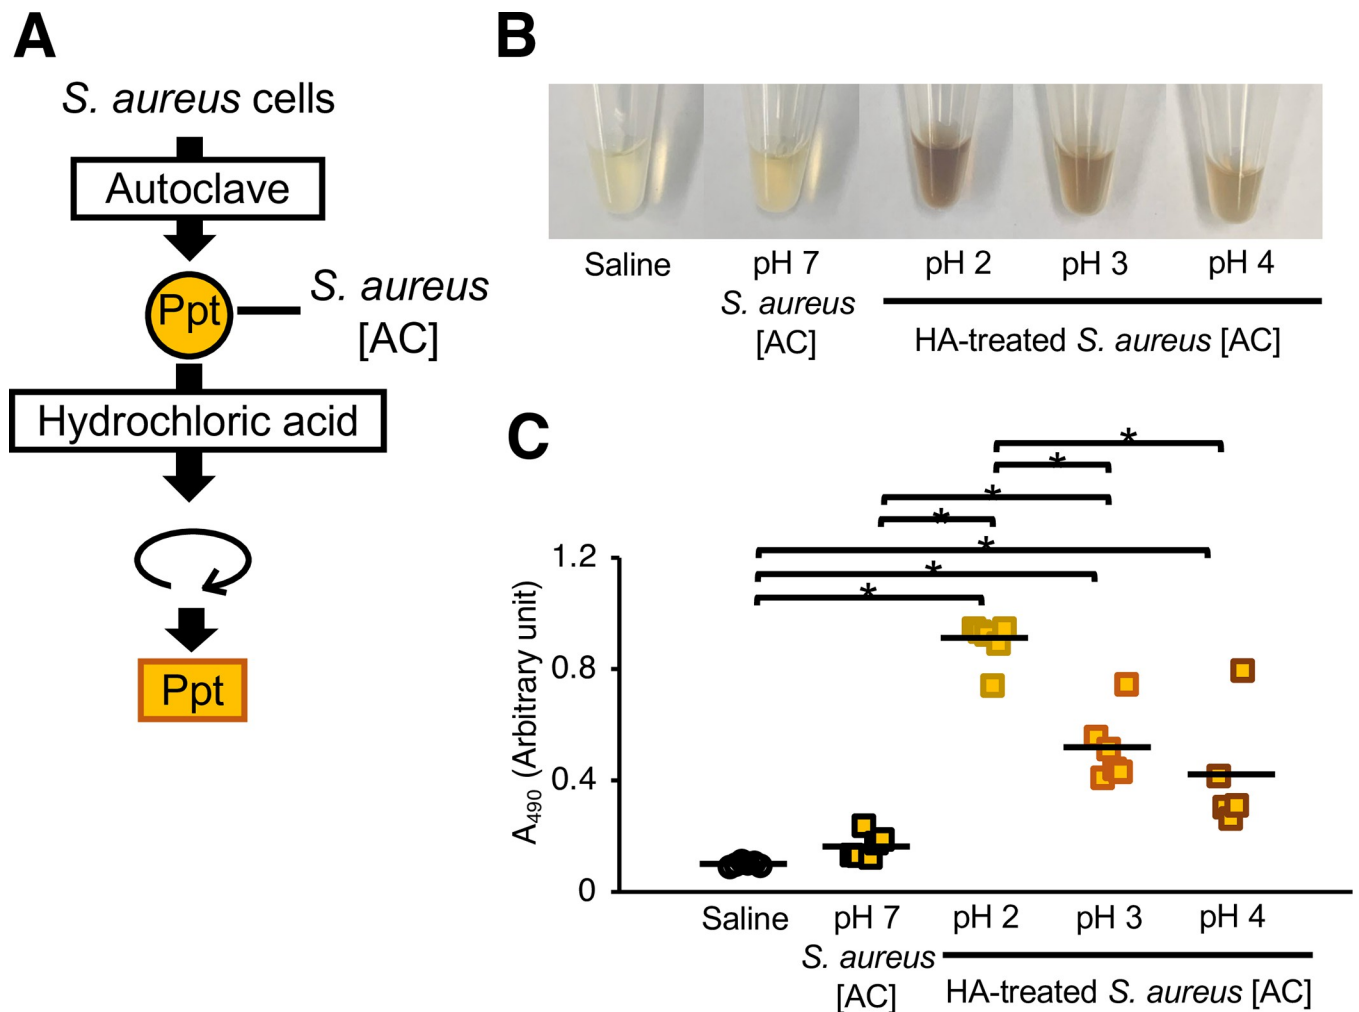 A
S. aureus cells
Autoclave
Ppt
S. aureus
[AC]
Hydrochloric acid
Ppt
B
Saline
pH 7
pH 2
pH 3
pH 4
S. aureus
[AC]
HA-treated S. aureus [AC]
C
*
*
*
*
*
*
*
1.2
0.8
0.4
0
A490 (Arbitrary unit)
Saline
pH 7
pH 2
pH 3
pH 4
S. aureus
[AC]
HA-treated S. aureus [AC]